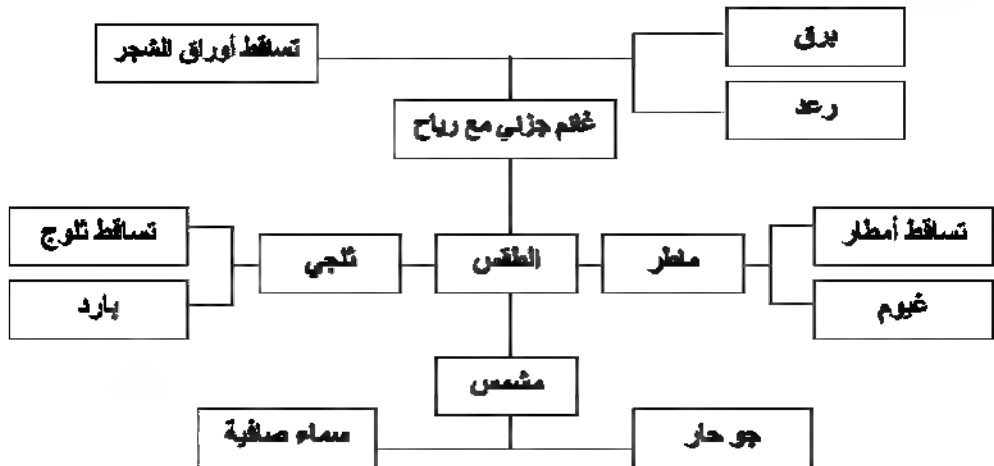 برق
تساقط أوراق الشجر
رعد
غائم جزئي مع رياح
تساقط أمطار
ماطر
الطقس
ثلجي
تساقط ثلوج
غيوم
بارد
مشمس
جو حار
سماء صافية